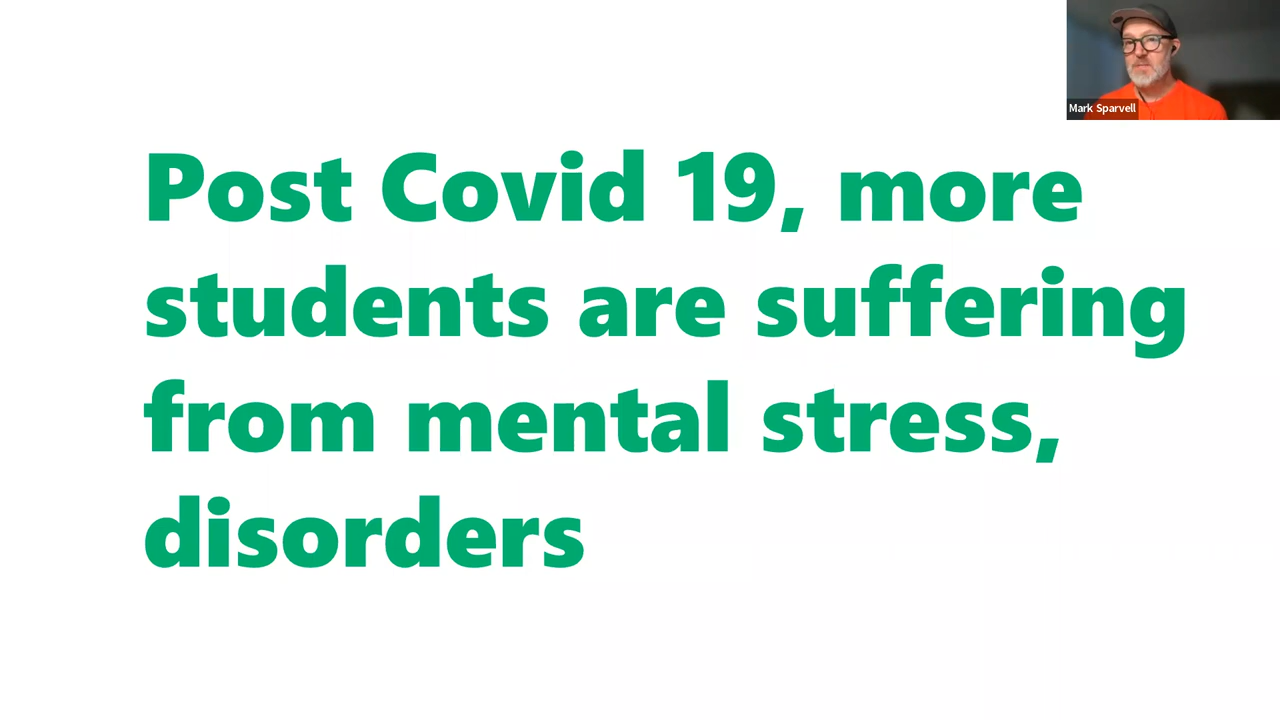 Mark Sparvell
Post Covid 19, more
students are suffering
from mental stress,
disorders